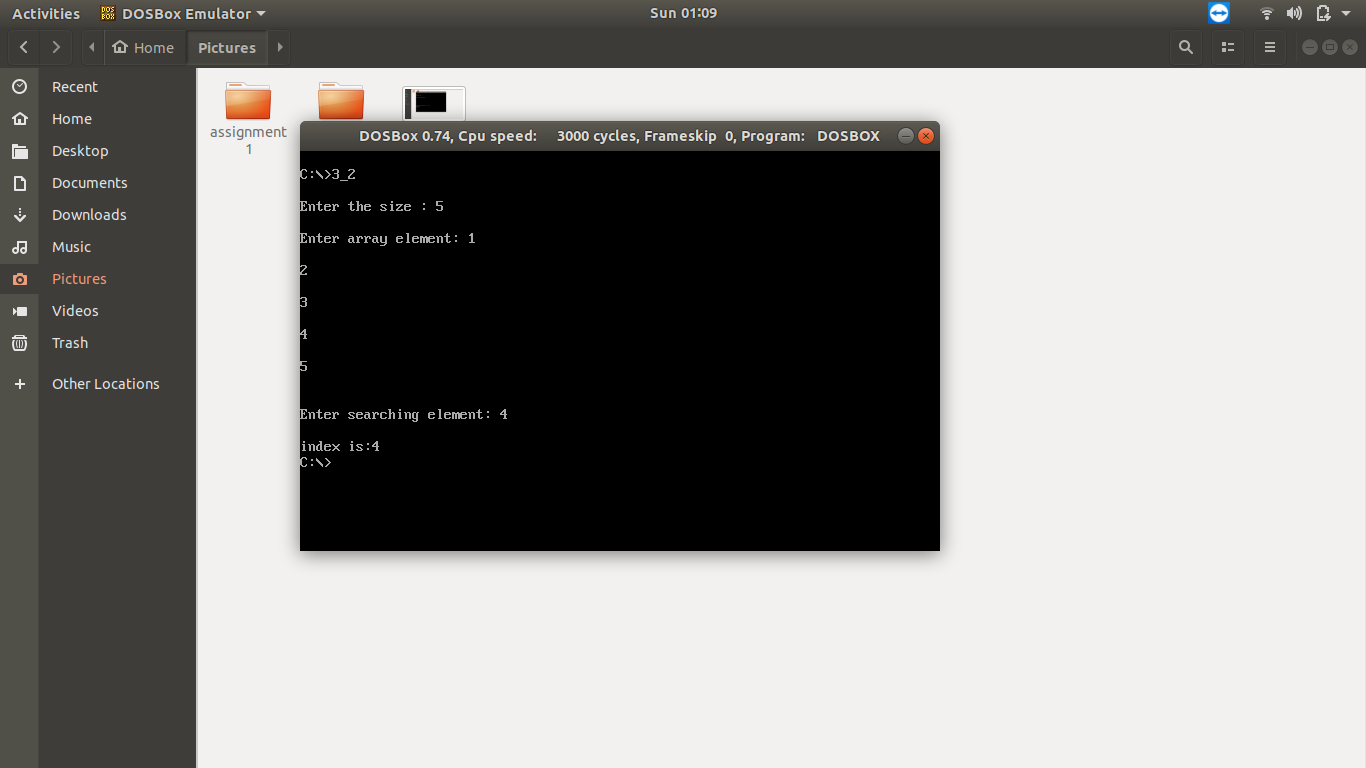 Activities DOSBox Emulator Sun 01:09
Home Pictures
Recent
Home
Desktop
Documents
Downloads
Music
Pictures
Videos
Trash
+ Other Locations
assignment
1
DOSBox 0.74, Cpu speed: 3000 cycles, Frameskip 0, Program: DOSBOX
C:\>3_2
Enter the size : 5
Enter array element: 1
2
3
4
5
Enter searching element: 4
index is:4
C:\>